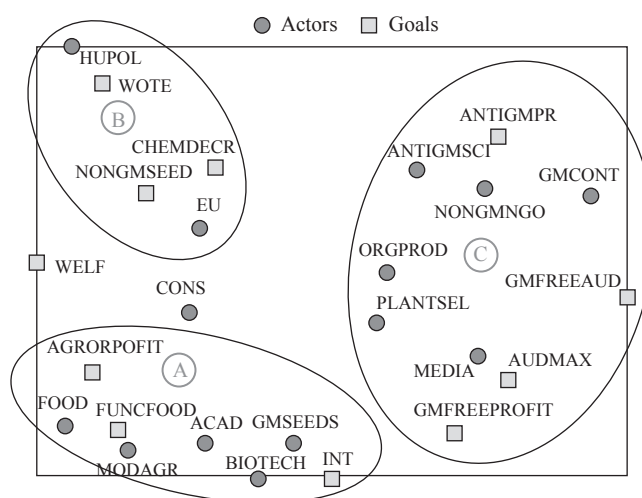 Actors Goals
HUPOL
WOTE
B
CHEMDECR
NONGMSEED
EU
WELF
CONS
ANTIGMPR
ANTIGMSCI
GMCONT
NONGMNGO
ORGPROD
C
GMFREEAUD
PLANTSEL
MEDIA
AUDMAX
GMFREEPROFIT
AGRORPOFIT
A
FOOD
FUNCFOOD
ACAD
GMSEEDS
MODAGR
BIOTECH
INT